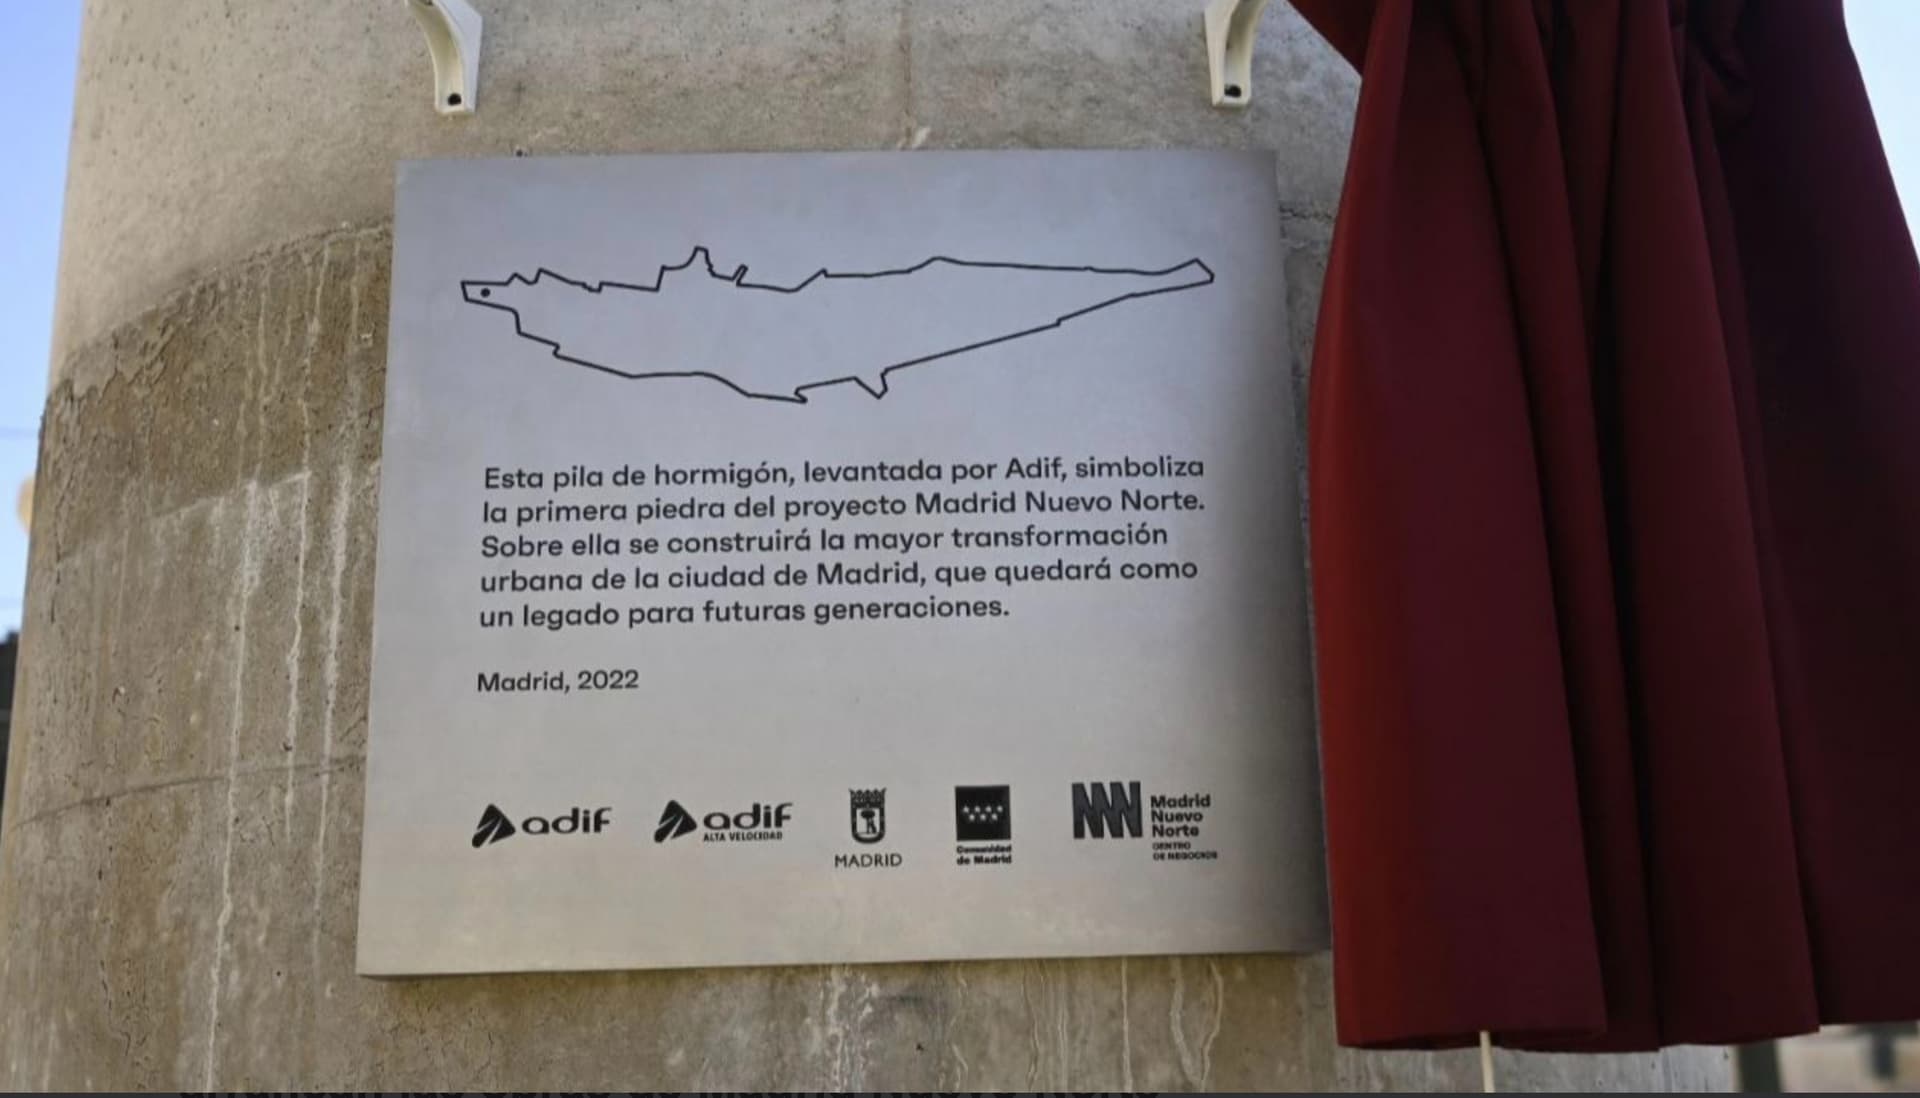 Esta pila de hormigón, levantada por Adif, simboliza
la primera piedra del proyecto Madrid Nuevo Norte.
Sobre ella se construirá la mayor transformación
urbana de la ciudad de Madrid, que quedará como
un legado para futuras generaciones.
Madrid, 2022
adif
adif
ALTA VELOCIDAD
MADRID
Comunidad
de Madrid
Madrid
Nuevo
Norte
CENTRO
DE NEGOCIOS